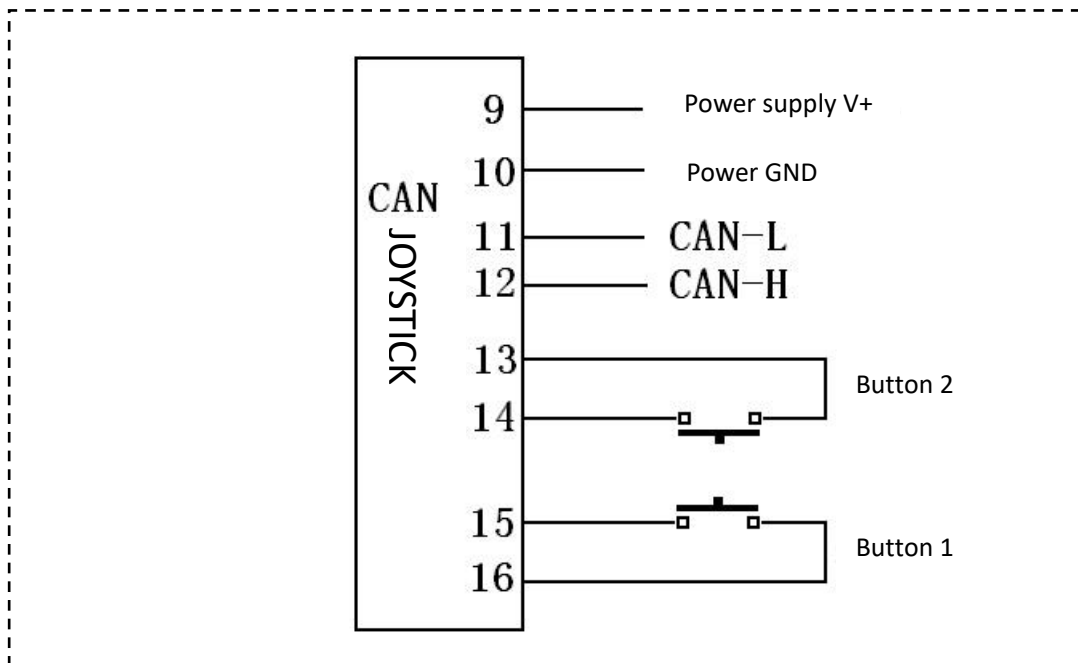 9 Power supply V+
10 Power GND
CAN
JOYSTICK
11 CAN-L
12 CAN-H
13
Button 2
14
15
Button 1
16